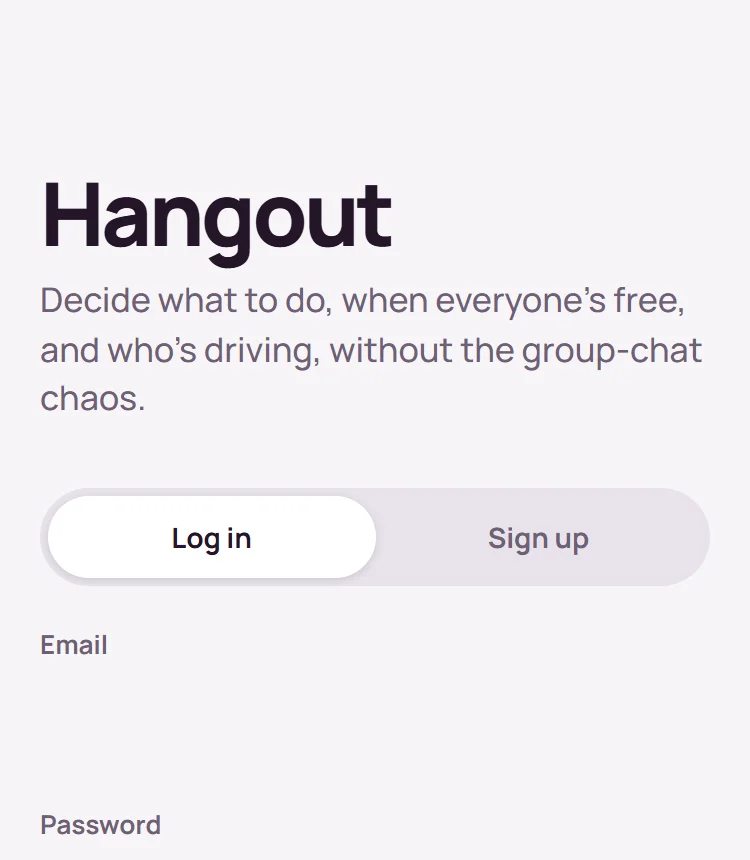 Hangout
Decide what to do, when everyone’s free,
and who’s driving, without the group-chat
chaos.
Log in
Sign up
Email
Password